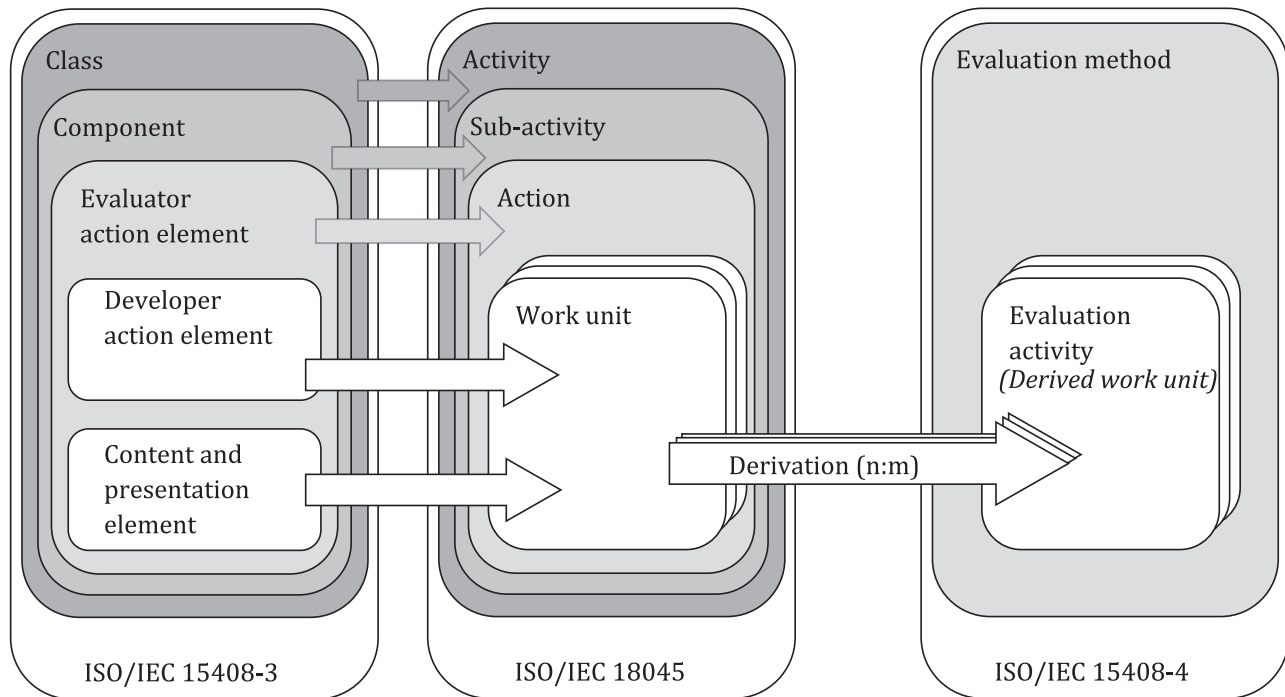 Class
Component
Evaluator
action element
Developer
action element
Content and
presentation
element
ISO/IEC 15408-3
Activity
Sub-activity
Action
Work unit
Derivation (n:m)
ISO/IEC 18045
Evaluation method
Evaluation
activity
(Derived work unit)
ISO/IEC 15408-4